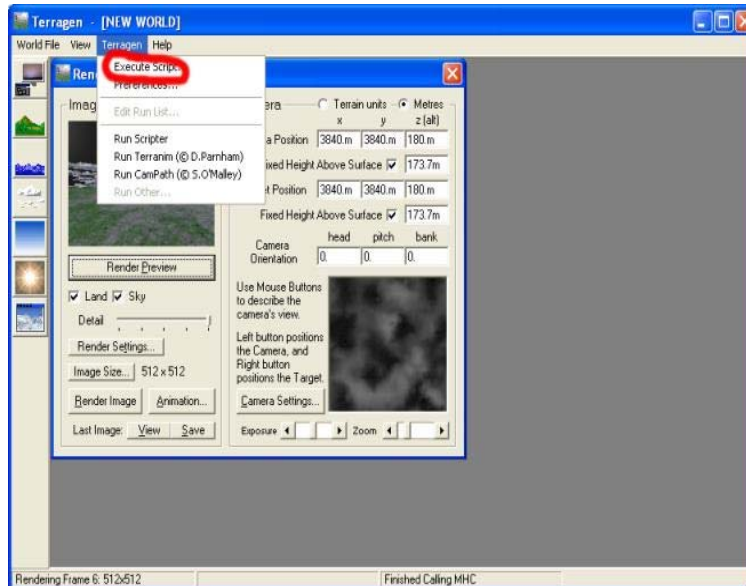 Terragen - [NEW WORLD]
World File View Terragen Help
Execute Script...
Preferences...
Edit Run List...
Run Scripter
Run Terranim (© D.Parnham)
Run CamPath (© S.O'Malley)
Run Other...
Terrain units Metres
x y z (alt)
Position 3840.m 3840.m 180.m
Fixed Height Above Surface 173.7m
Position 3840.m 3840.m 180.m
Fixed Height Above Surface 173.7m
head pitch bank
Camera
Orientation 0. 0. 0.
Render Preview
Land Sky
Detail
Render Settings...
Image Size... 512 x 512
Render Image Animation...
Last Image: View Save
Use Mouse Buttons
to describe the
camera's view.
Left button positions
the Camera, and
Right button
positions the Target.
Camera Settings...
Exposure Zoom
Rendering Frame 6: 512x512 Finished Calling MHC